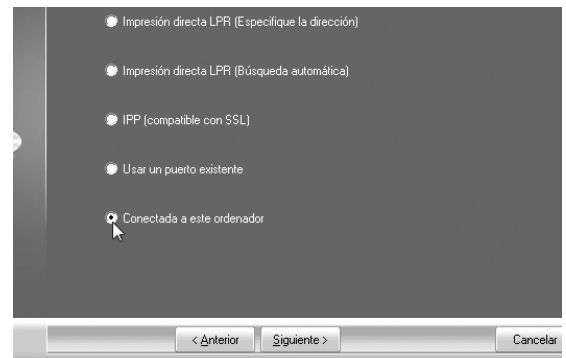 Impresión directa LPR (Especifique la dirección)
Impresión directa LPR (Búsqueda automática)
IPP (compatible con SSL)
Usar un puerto existente
Conectada a este ordenador
< Anterior
Siguiente >
Cancelar